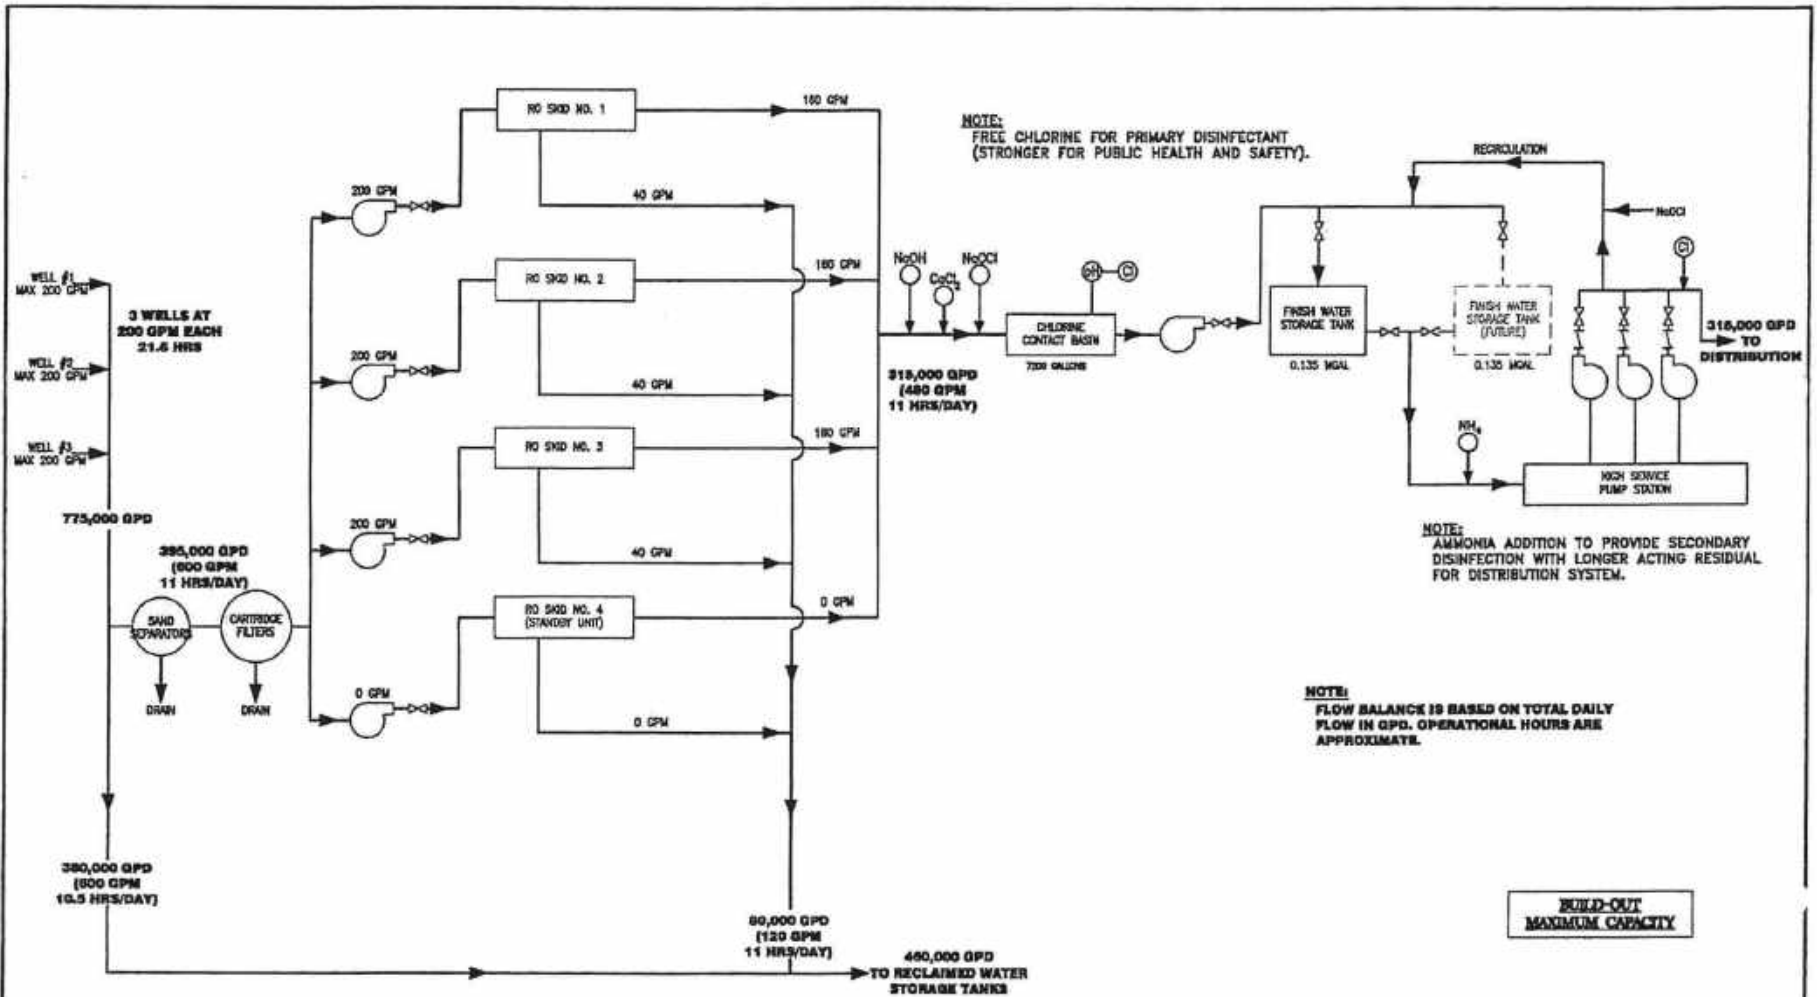 WELL #1
MAX 200 GPM
WELL #2
MAX 200 GPM
WELL #3
MAX 200 GPM
3 WELLS AT
200 GPM EACH
21.5 HRS
775,000 GPD
395,000 GPD
(600 GPM
11 HRS/DAY)
SAND
SEPARATORS
CARTRIDGE
FILTERS
DRAIN
DRAIN
380,000 GPD
(600 GPM
10.5 HRS/DAY)
200 GPM
200 GPM
200 GPM
0 GPM
RO SKID NO. 1
RO SKID NO. 2
RO SKID NO. 3
RO SKID NO. 4
(STANDBY UNIT)
160 GPM
40 GPM
160 GPM
40 GPM
160 GPM
40 GPM
0 GPM
0 GPM
80,000 GPD
(120 GPM
11 HRS/DAY)
460,000 GPD
TO RECLAIMED WATER
STORAGE TANKS
NaOH
CaCl2
NaOCl
315,000 GPD
(480 GPM
11 HRS/DAY)
pH
Cl
CHLORINE
CONTACT BASIN
7200 GALLONS
NOTE:
FREE CHLORINE FOR PRIMARY DISINFECTANT
(STRONGER FOR PUBLIC HEALTH AND SAFETY).
RECIRCULATION
NaOCl
Cl
FINISH WATER
STORAGE TANK
0.135 MGAL
FINISH WATER
STORAGE TANK
(FUTURE)
0.135 MGAL
315,000 GPD
TO
DISTRIBUTION
HIGH SERVICE
PUMP STATION
NOTE:
AMMONIA ADDITION TO PROVIDE SECONDARY
DISINFECTION WITH LONGER ACTING RESIDUAL
FOR DISTRIBUTION SYSTEM.
NOTE:
FLOW BALANCE IS BASED ON TOTAL DAILY
FLOW IN GPD. OPERATIONAL HOURS ARE
APPROXIMATE.
BUILD-OUT
MAXIMUM CAPACITY